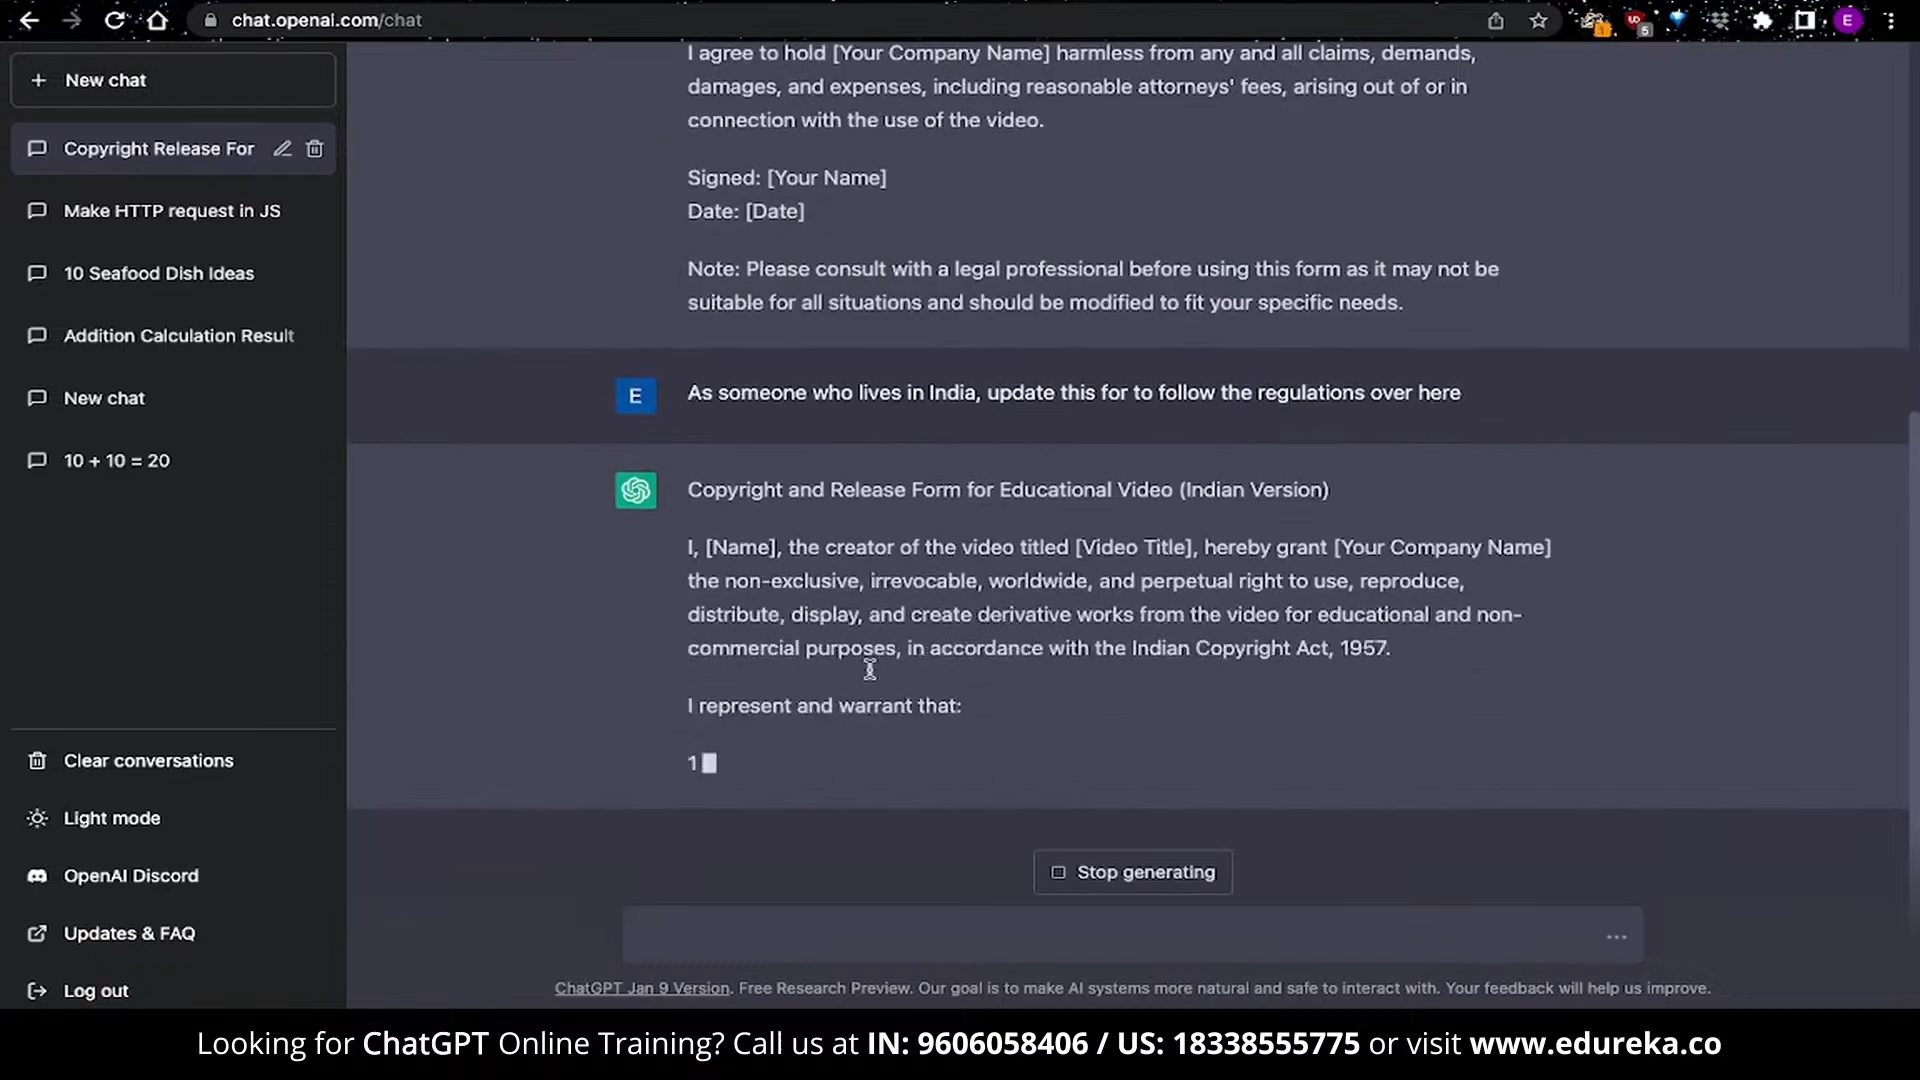 chat.openai.com/chat
E
New chat
Copyright Release For
Make HTTP request in JS
10 Seafood Dish Ideas
Addition Calculation Result
New chat
10 + 10 = 20
Clear conversations
Light mode
OpenAI Discord
Updates & FAQ
Log out
I agree to hold [Your Company Name] harmless from any and all claims, demands,
damages, and expenses, including reasonable attorneys' fees, arising out of or in
connection with the use of the video.
Signed: [Your Name]
Date: [Date]
Note: Please consult with a legal professional before using this form as it may not be
suitable for all situations and should be modified to fit your specific needs.
E
As someone who lives in India, update this for to follow the regulations over here
Copyright and Release Form for Educational Video (Indian Version)
I, [Name], the creator of the video titled [Video Title], hereby grant [Your Company Name]
the non-exclusive, irrevocable, worldwide, and perpetual right to use, reproduce,
distribute, display, and create derivative works from the video for educational and non-
commercial purposes, in accordance with the Indian Copyright Act, 1957.
I represent and warrant that:
1
Stop generating
ChatGPT Jan 9 Version. Free Research Preview. Our goal is to make AI systems more natural and safe to interact with. Your feedback will help us improve.
Looking for ChatGPT Online Training? Call us at IN: 9606058406 / US: 18338555775 or visit www.edureka.co